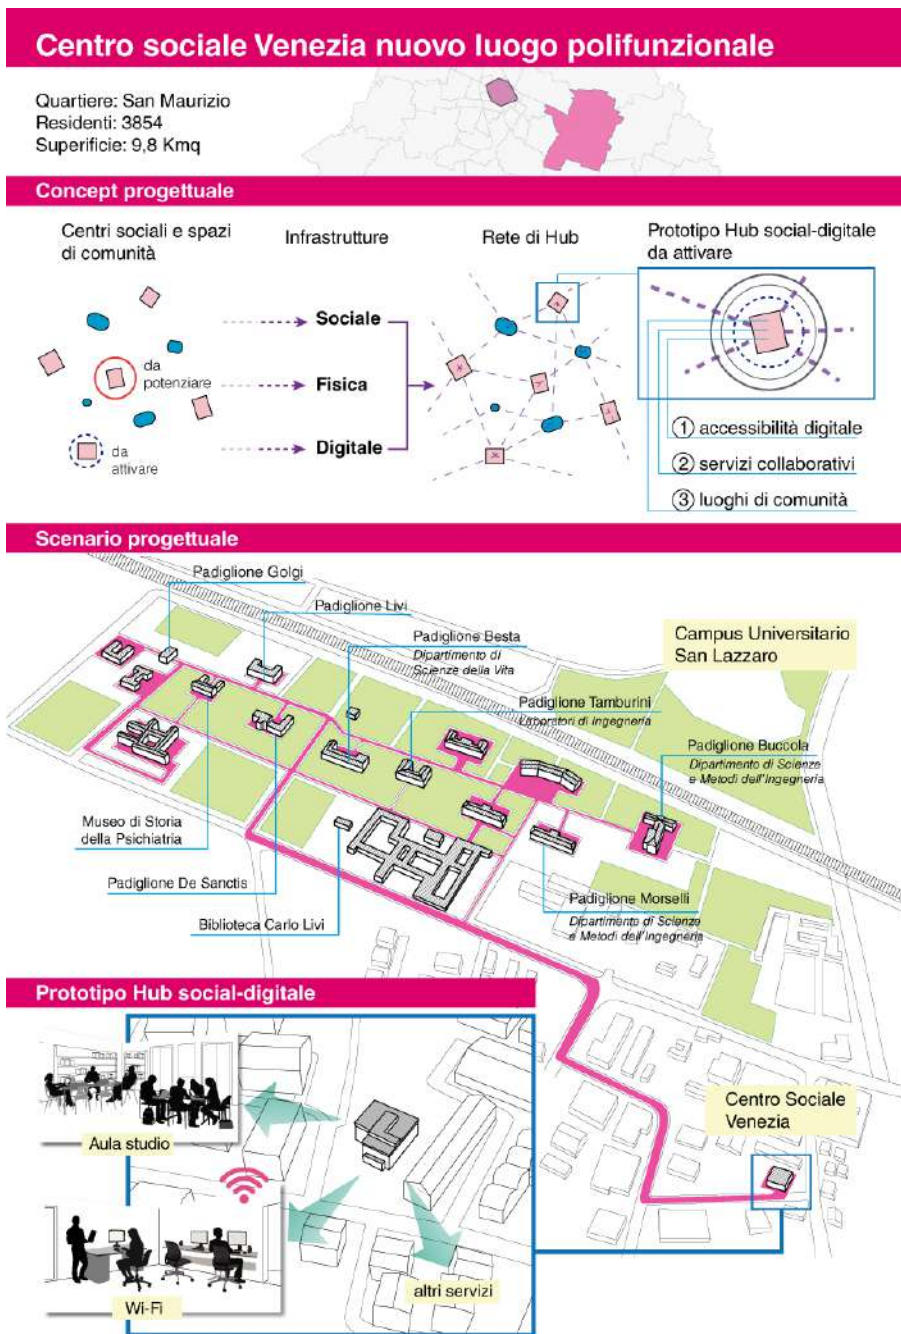 Centro sociale Venezia nuovo luogo polifunzionale
Quartiere: San Maurizio
Residenti: 3854
Superificie: 9,8 Kmq
Concept progettuale
Centri sociali e spazi
di comunità
Infrastrutture
Rete di Hub
Prototipo Hub social-digitale
da attivare
Sociale
da
potenziare
Fisica
Digitale
da
attivare
1 accessibilità digitale
2 servizi collaborativi
3 luoghi di comunità
Scenario progettuale
Padiglione Golgi
Padiglione Livi
Padiglione Besta
Dipartimento di
Scienze della Vita
Campus Universitario
San Lazzaro
Padiglione Tamburini
Laboratori di Ingegneria
Padiglione Buccola
Dipartimento di Scienze
e Metodi dell'Ingegneria
Museo di Storia
della Psichiatria
Padiglione De Sanctis
Biblioteca Carlo Livi
Padiglione Morselli
Dipartimento di Scienze
e Metodi dell'Ingegneria
Prototipo Hub social-digitale
Centro Sociale
Venezia
Aula studio
altri servizi
Wi-Fi